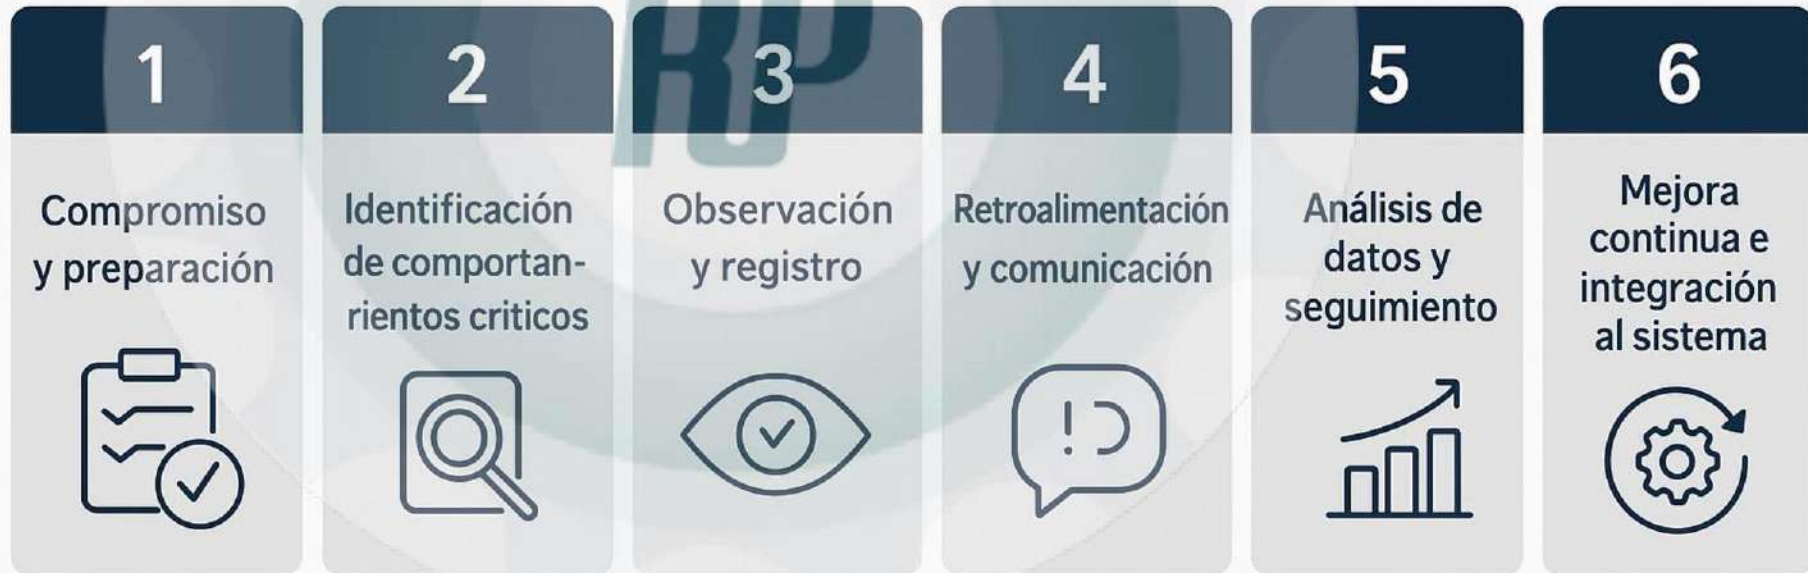 1
Compromiso
y preparación
2
Identificación
de comportan-
rientos criticos
RP
3
Observación
y registro
4
Retroalimentación
y comunicación
5
Análisis de
datos y
seguimiento
6
Mejora
continua e
integración
al sistema